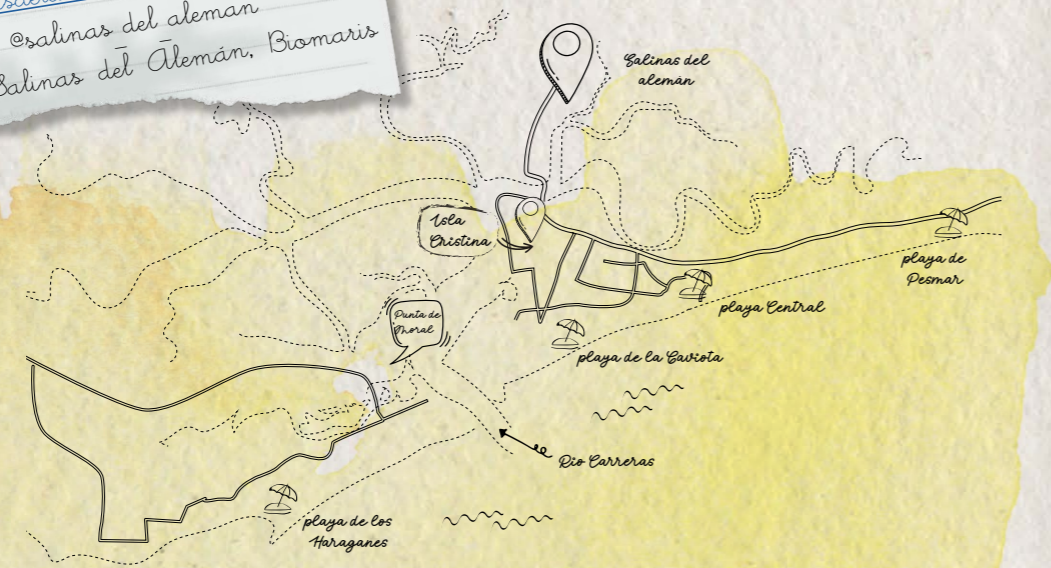 @salinas del aleman
Salinas del Alemán, Biomaris
Salinas del
alemán
Isla
Cristina
playa de
Pesmar
playa Central
Punta de
Moral
playa de la Gaviota
Rio Carreras
playa de los
Haraganes